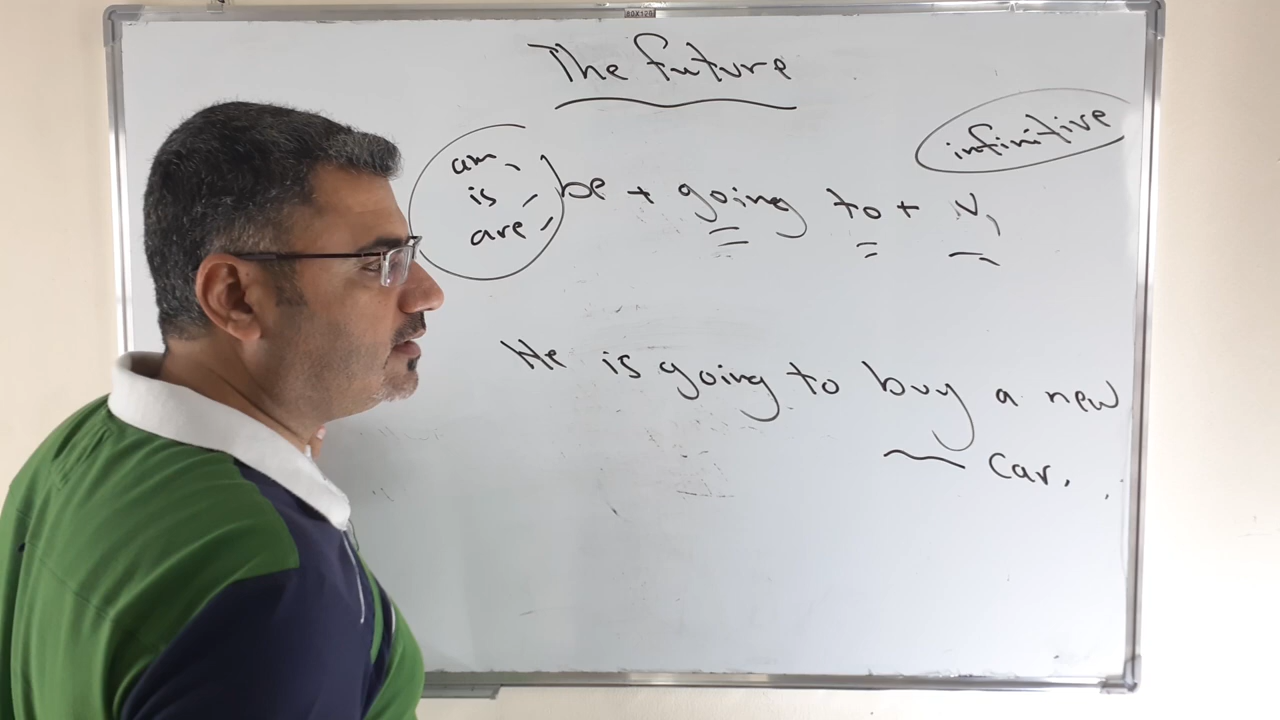 The future
infinitive
am,
is
are
be + going to + V1
He is going to buy a new
car.